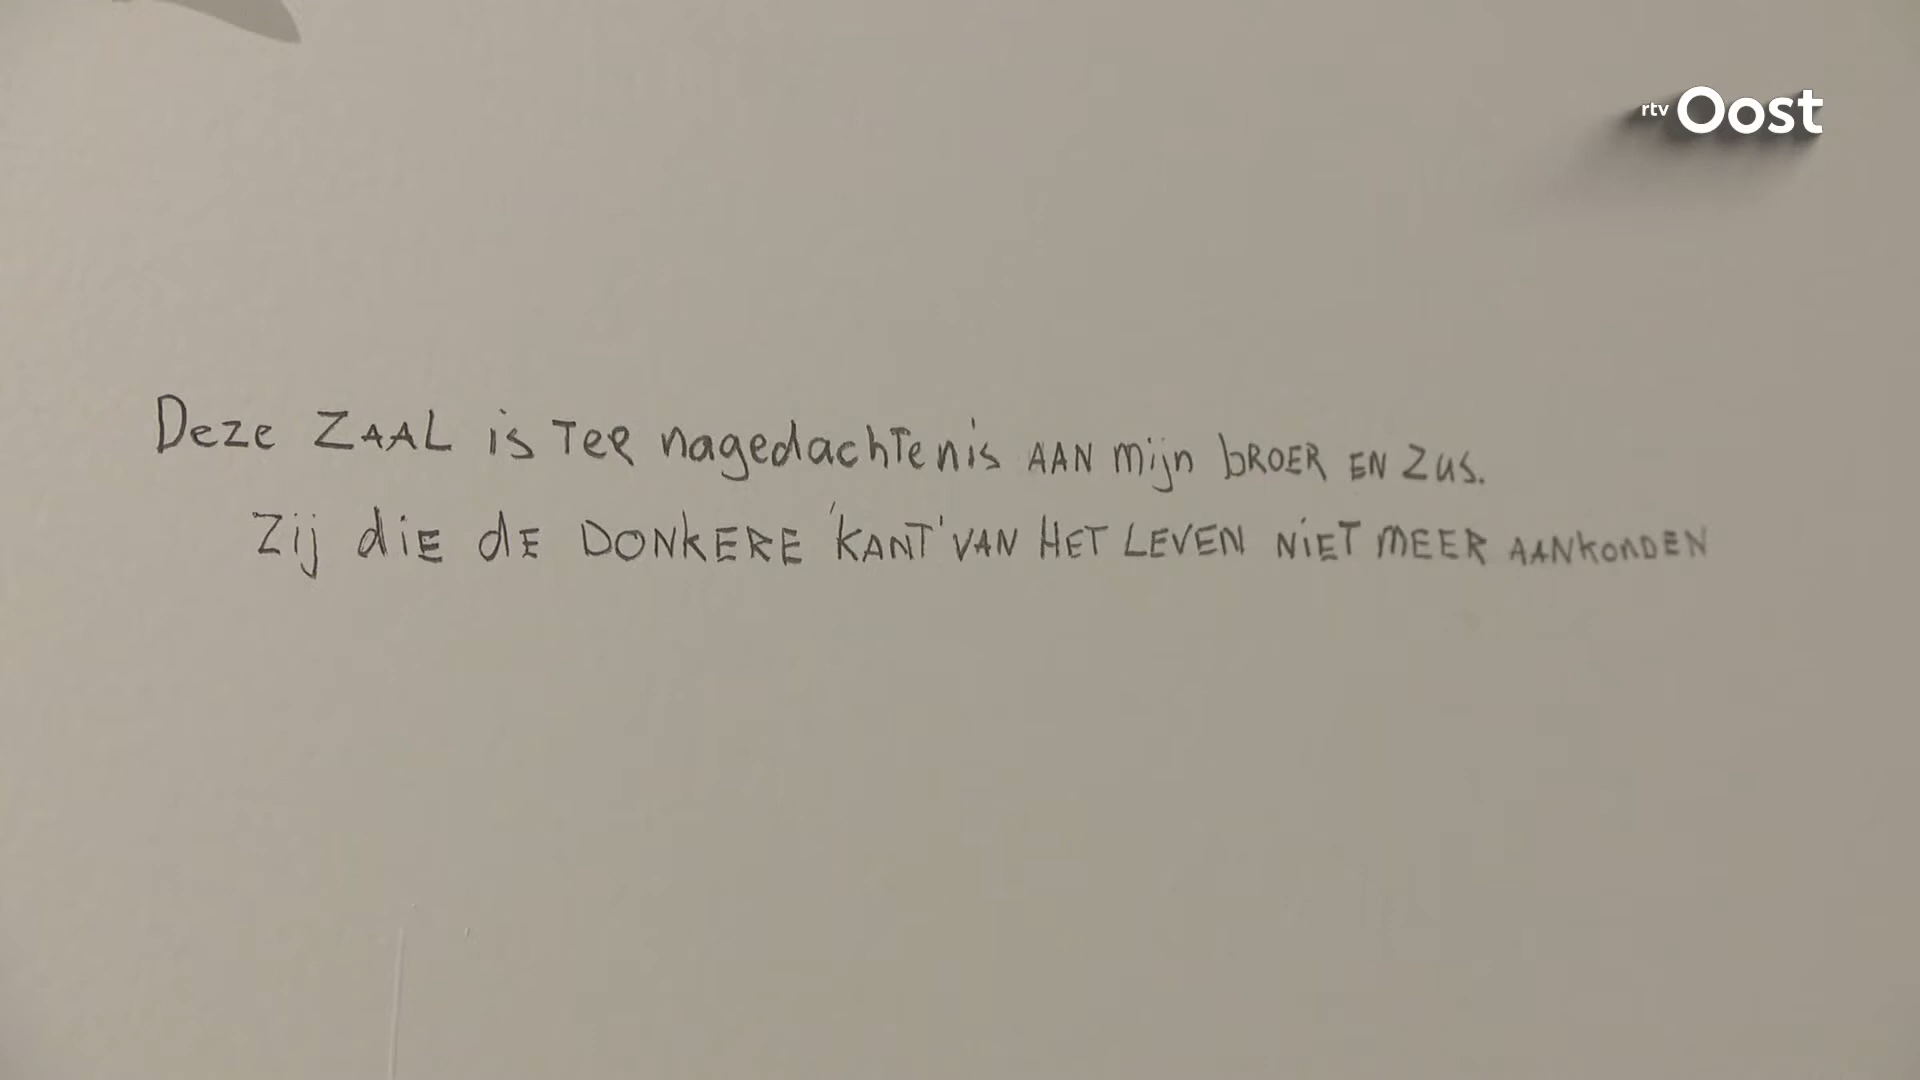 rtv Oost
Deze ZAAL is Ter nagedachtenis AAN mijn bROER EN Zus.
Zij die de DONKERE 'KANT' VAN HET LEVEN NiET MEER AANKONDEN